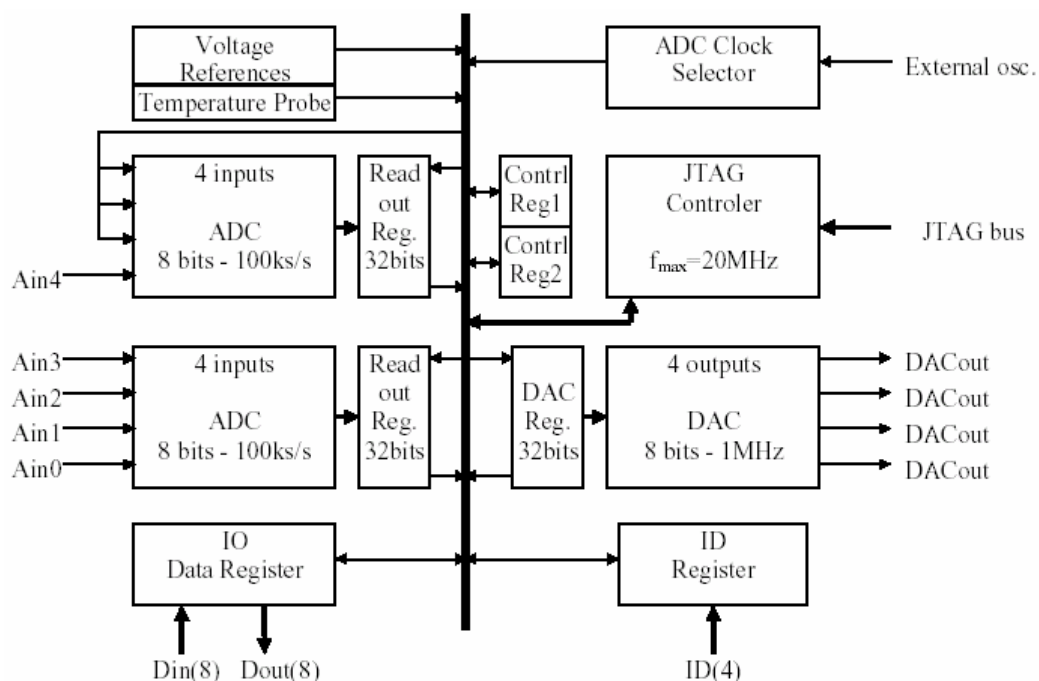 Voltage
References
Temperature Probe
ADC Clock
Selector
External osc.
4 inputs
ADC
8 bits - 100ks/s
Ain4
Read
out
Reg.
32bits
Contrl
Reg1
Contrl
Reg2
JTAG
Controler
fmax=20MHz
JTAG bus
Ain3
Ain2
Ain1
Ain0
4 inputs
ADC
8 bits - 100ks/s
Read
out
Reg.
32bits
DAC
Reg.
32bits
4 outputs
DAC
8 bits - 1MHz
DACout
DACout
DACout
DACout
IO
Data Register
Din(8)
Dout(8)
ID
Register
ID(4)